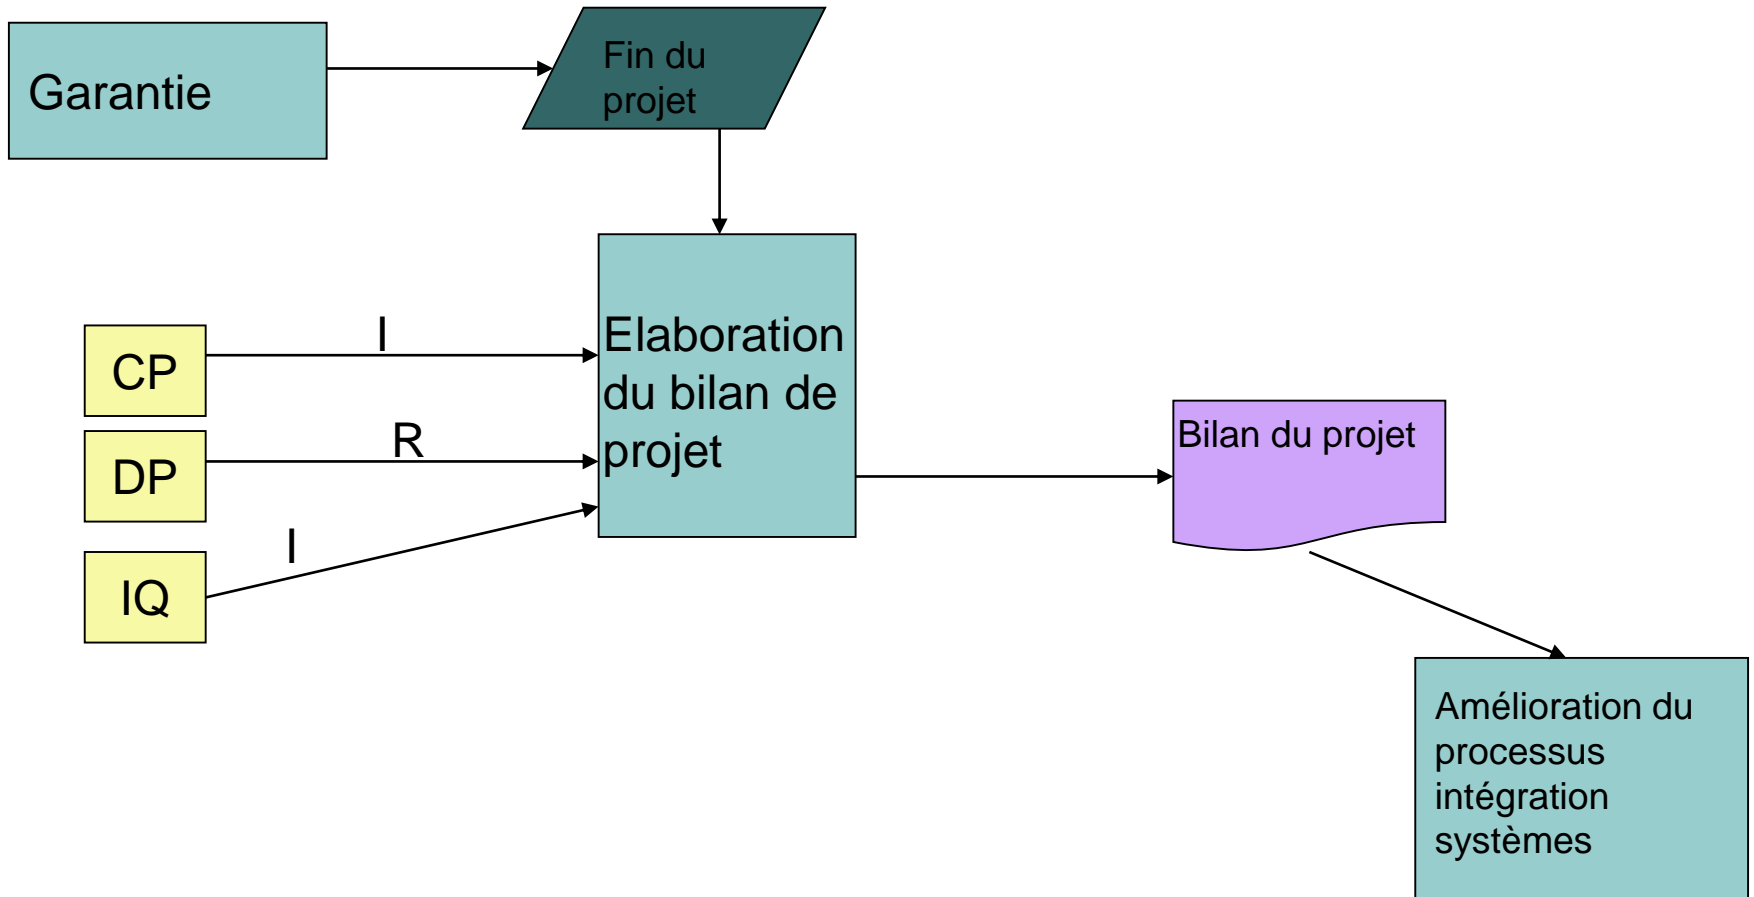 Garantie
Fin du
projet
I
CP
Elaboration
du bilan de
projet
R
DP
I
IQ
Bilan du projet
Amélioration du
processus
intégration
systèmes